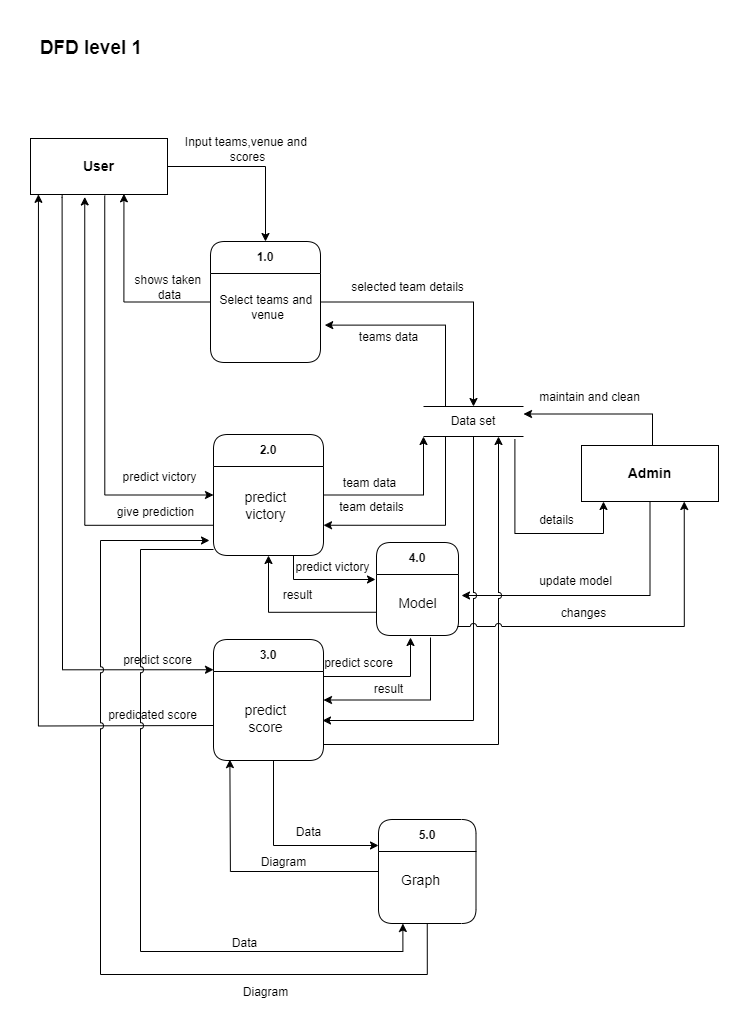 DFD level 1
Input teams,venue and
scores
User
1.0
shows taken
data
Select teams and
venue
selected team details
teams data
maintain and clean
Data set
2.0
Admin
predict victory
predict
victory
team data
give prediction
team details
details
4.0
predict victory
update model
result
Model
changes
3.0
predict score
predict score
result
predicated score
predict
score
Data
5.0
Diagram
Graph
Data
Diagram